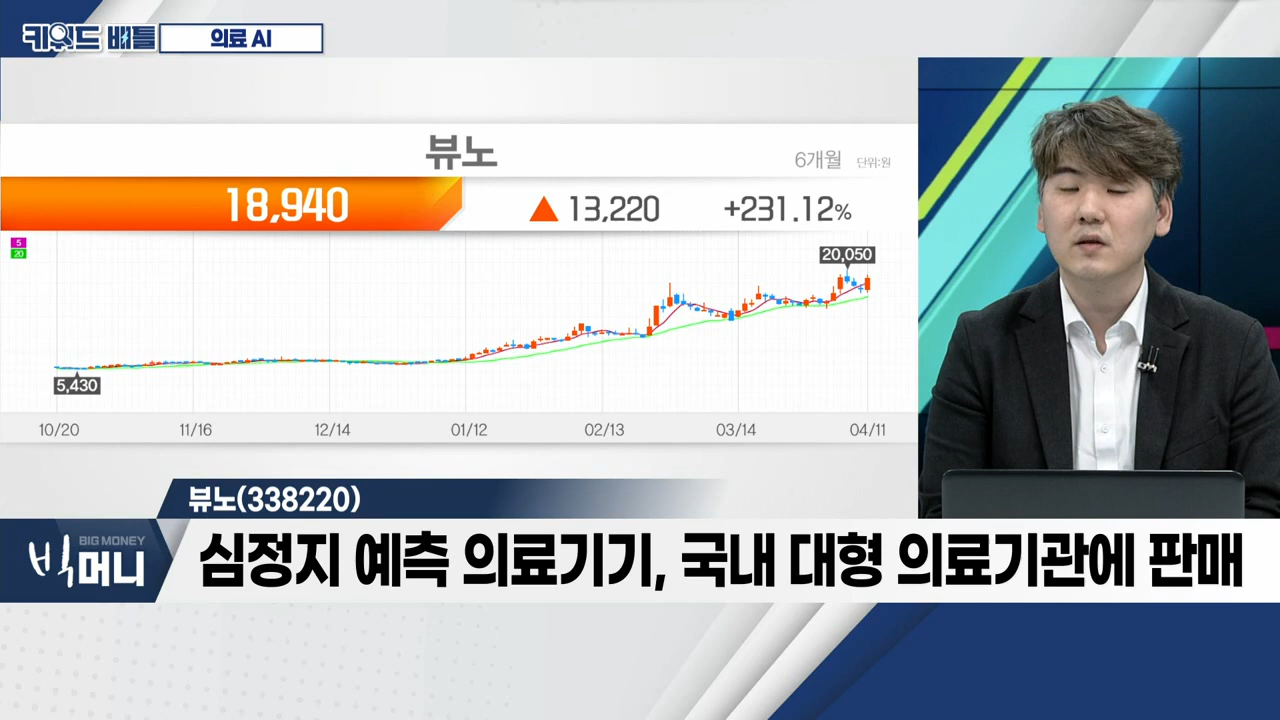 키워드 배틀 의료 AI
뷰노
6개월 단위:원
18,940 ▲ 13,220 +231.12%
5
20
20,050
5,430
10/20 11/16 12/14 01/12 02/13 03/14 04/11
뷰노(338220)
BIG MONEY
빅머니
심정지 예측 의료기기, 국내 대형 의료기관에 판매